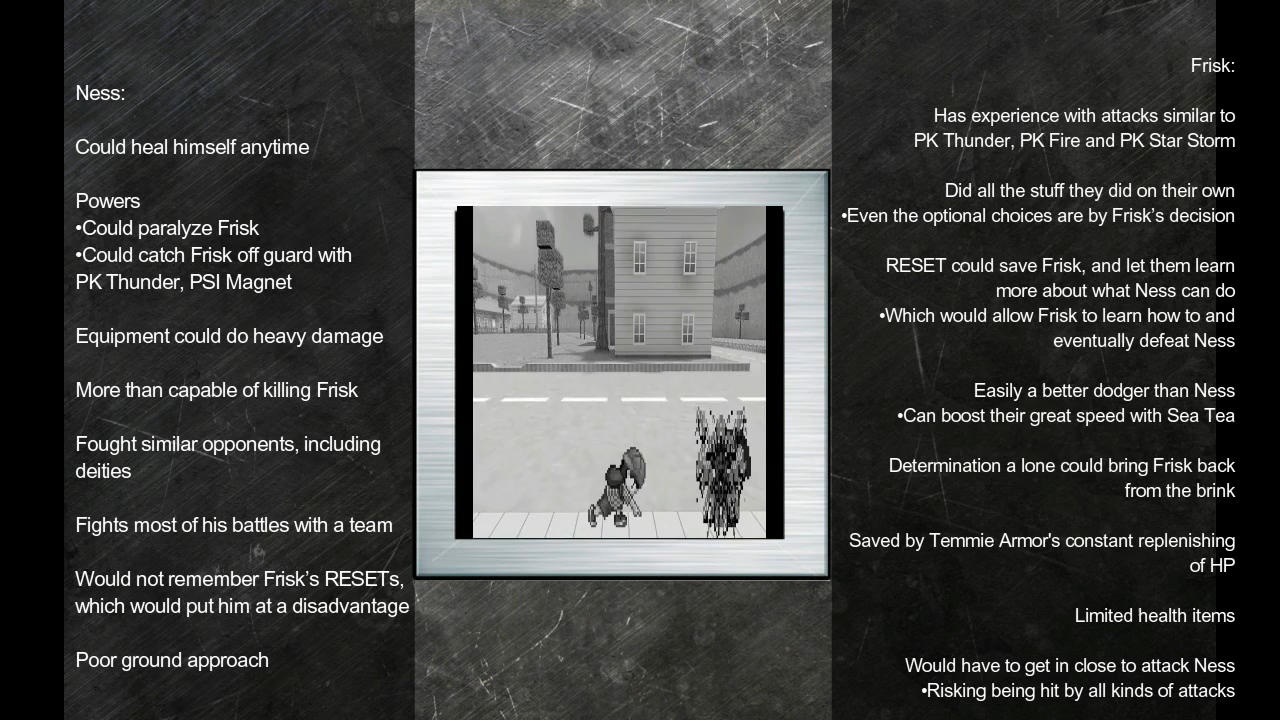 Ness:
Could heal himself anytime
Powers
•Could paralyze Frisk
•Could catch Frisk off guard with
PK Thunder, PSI Magnet
Equipment could do heavy damage
More than capable of killing Frisk
Fought similar opponents, including
deities
Fights most of his battles with a team
Would not remember Frisk's RESETs,
which would put him at a disadvantage
Poor ground approach
Frisk:
Has experience with attacks similar to
PK Thunder, PK Fire and PK Star Storm
Did all the stuff they did on their own
•Even the optional choices are by Frisk's decision
RESET could save Frisk, and let them learn
more about what Ness can do
•Which would allow Frisk to learn how to and
eventually defeat Ness
Easily a better dodger than Ness
•Can boost their great speed with Sea Tea
Determination a lone could bring Frisk back
from the brink
Saved by Temmie Armor's constant replenishing
of HP
Limited health items
Would have to get in close to attack Ness
•Risking being hit by all kinds of attacks